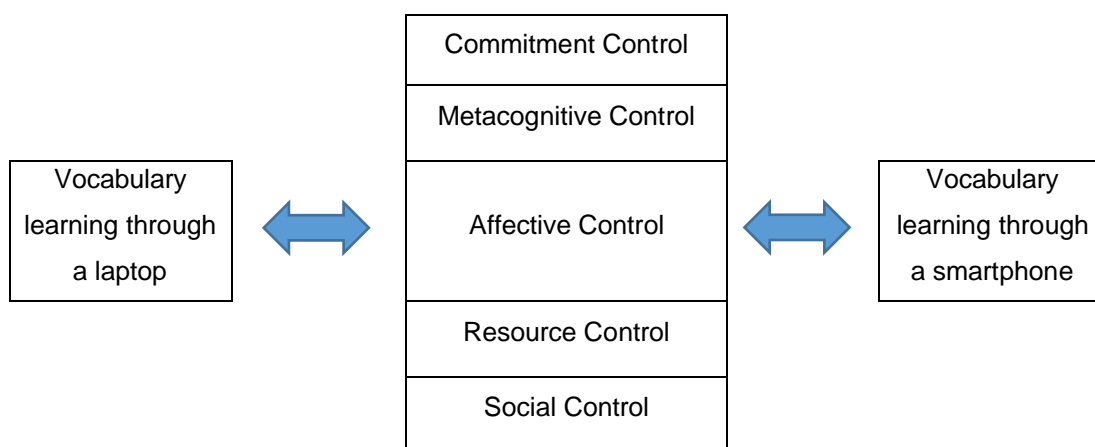 Commitment Control
Metacognitive Control
Vocabulary
learning through
a laptop
Affective Control
Vocabulary
learning through
a smartphone
Resource Control
Social Control